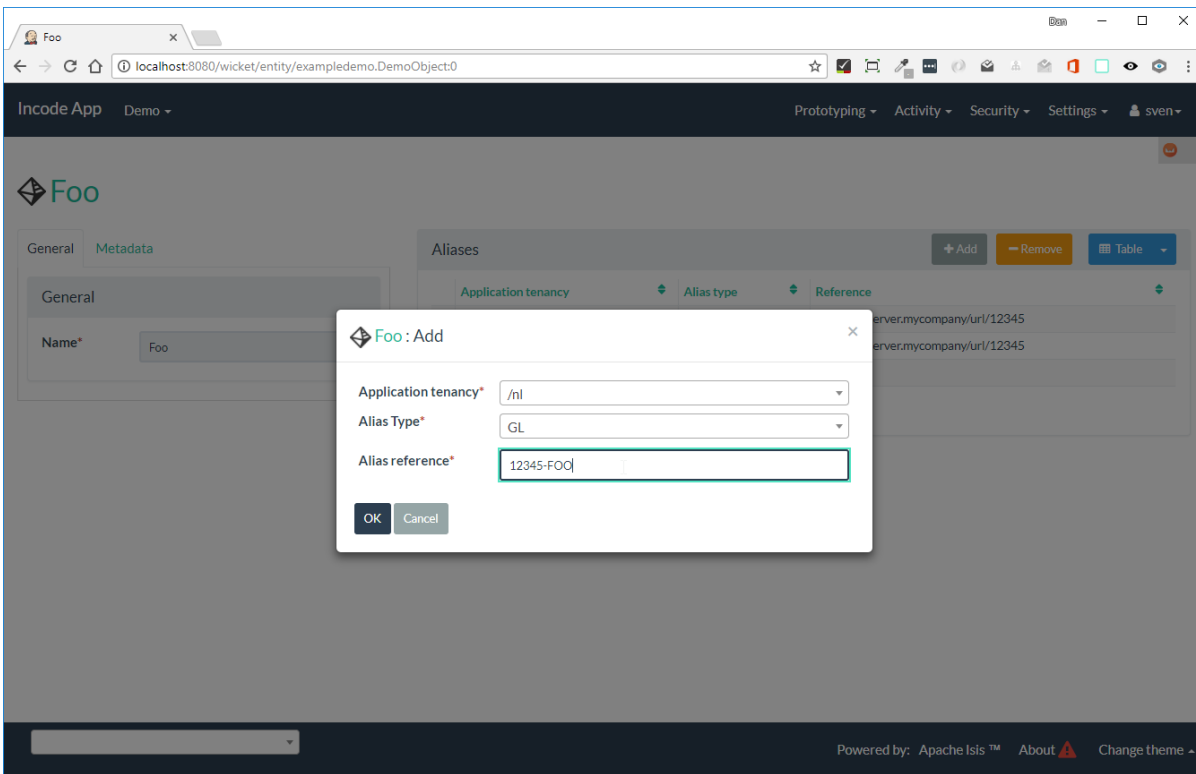 Foo
Dan
localhost:8080/wicket/entity/exampledemo.DemoObject:0
Incode App Demo
Prototyping Activity Security Settings sven
Foo
General Metadata
Aliases
+ Add
− Remove
Table
General
Application tenancy Alias type Reference
Name* Foo
erver.mycompany/url/12345
erver.mycompany/url/12345
Foo : Add
×
Application tenancy* /nl
Alias Type* GL
Alias reference* 12345-FOO
OK Cancel
Powered by: Apache Isis ™ About Change theme